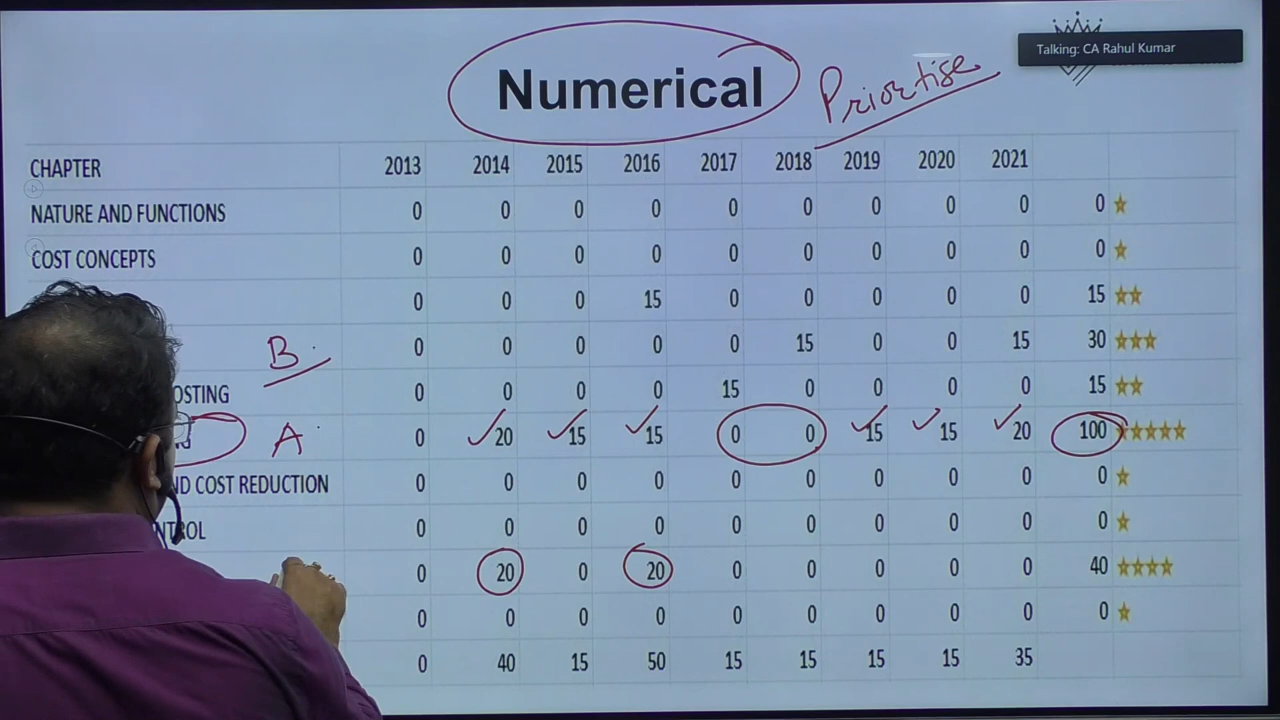 Talking: CA Rahul Kumar
Numerical Prioritise
CHAPTER 2013 2014 2015 2016 2017 2018 2019 2020 2021
NATURE AND FUNCTIONS 0 0 0 0 0 0 0 0 0 0
COST CONCEPTS 0 0 0 0 0 0 0 0 0 0
0 0 0 15 0 0 0 0 0 15
B 0 0 0 0 0 15 0 0 15 30
OSTING 0 0 0 0 15 0 0 0 0 15
A 0 20 15 15 0 0 15 15 20 100
ND COST REDUCTION 0 0 0 0 0 0 0 0 0 0
NTROL 0 0 0 0 0 0 0 0 0 0
0 20 0 20 0 0 0 0 0 40
0 0 0 0 0 0 0 0 0 0
0 40 15 50 15 15 15 15 35